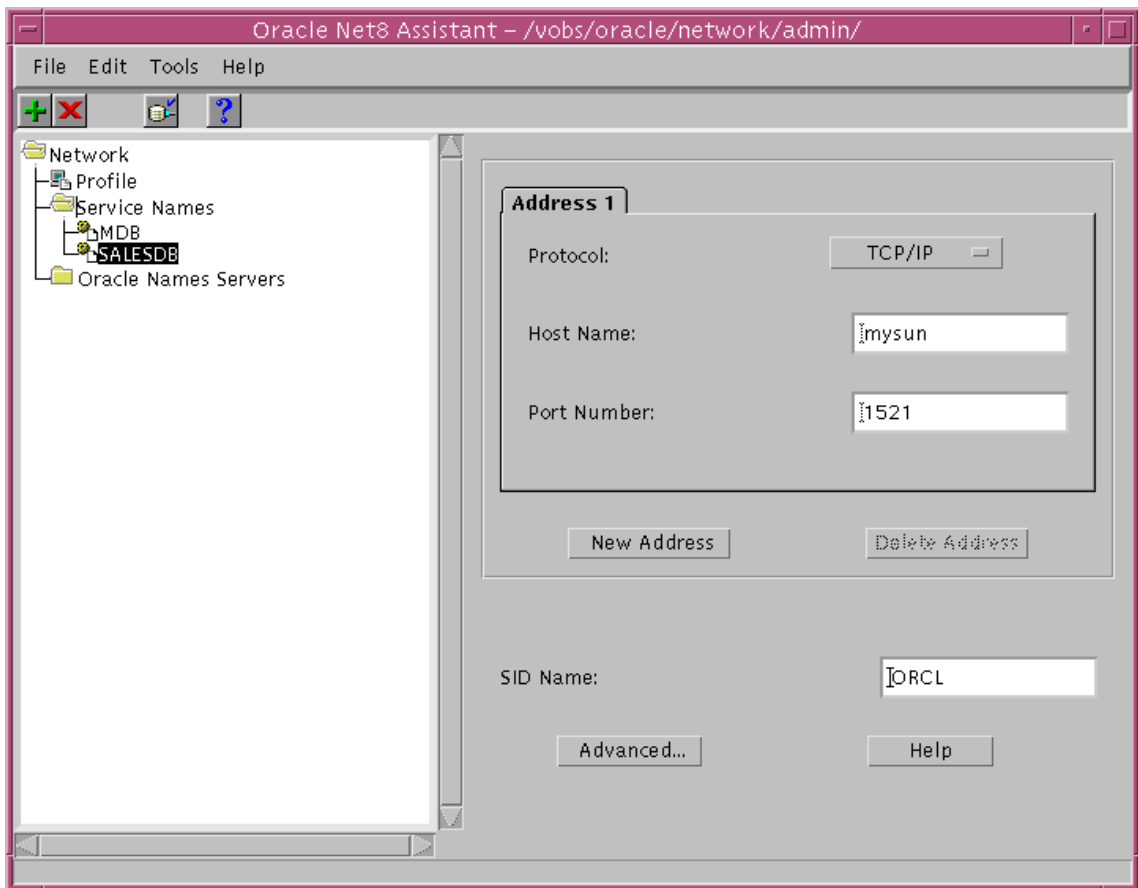 Oracle Net8 Assistant – /vobs/oracle/network/admin/
File Edit Tools Help
Network
Profile
Service Names
MDB
SALESDB
Oracle Names Servers
Address 1
Protocol: TCP/IP
Host Name: mysun
Port Number: 1521
New Address Delete Address
SID Name: ORCL
Advanced... Help